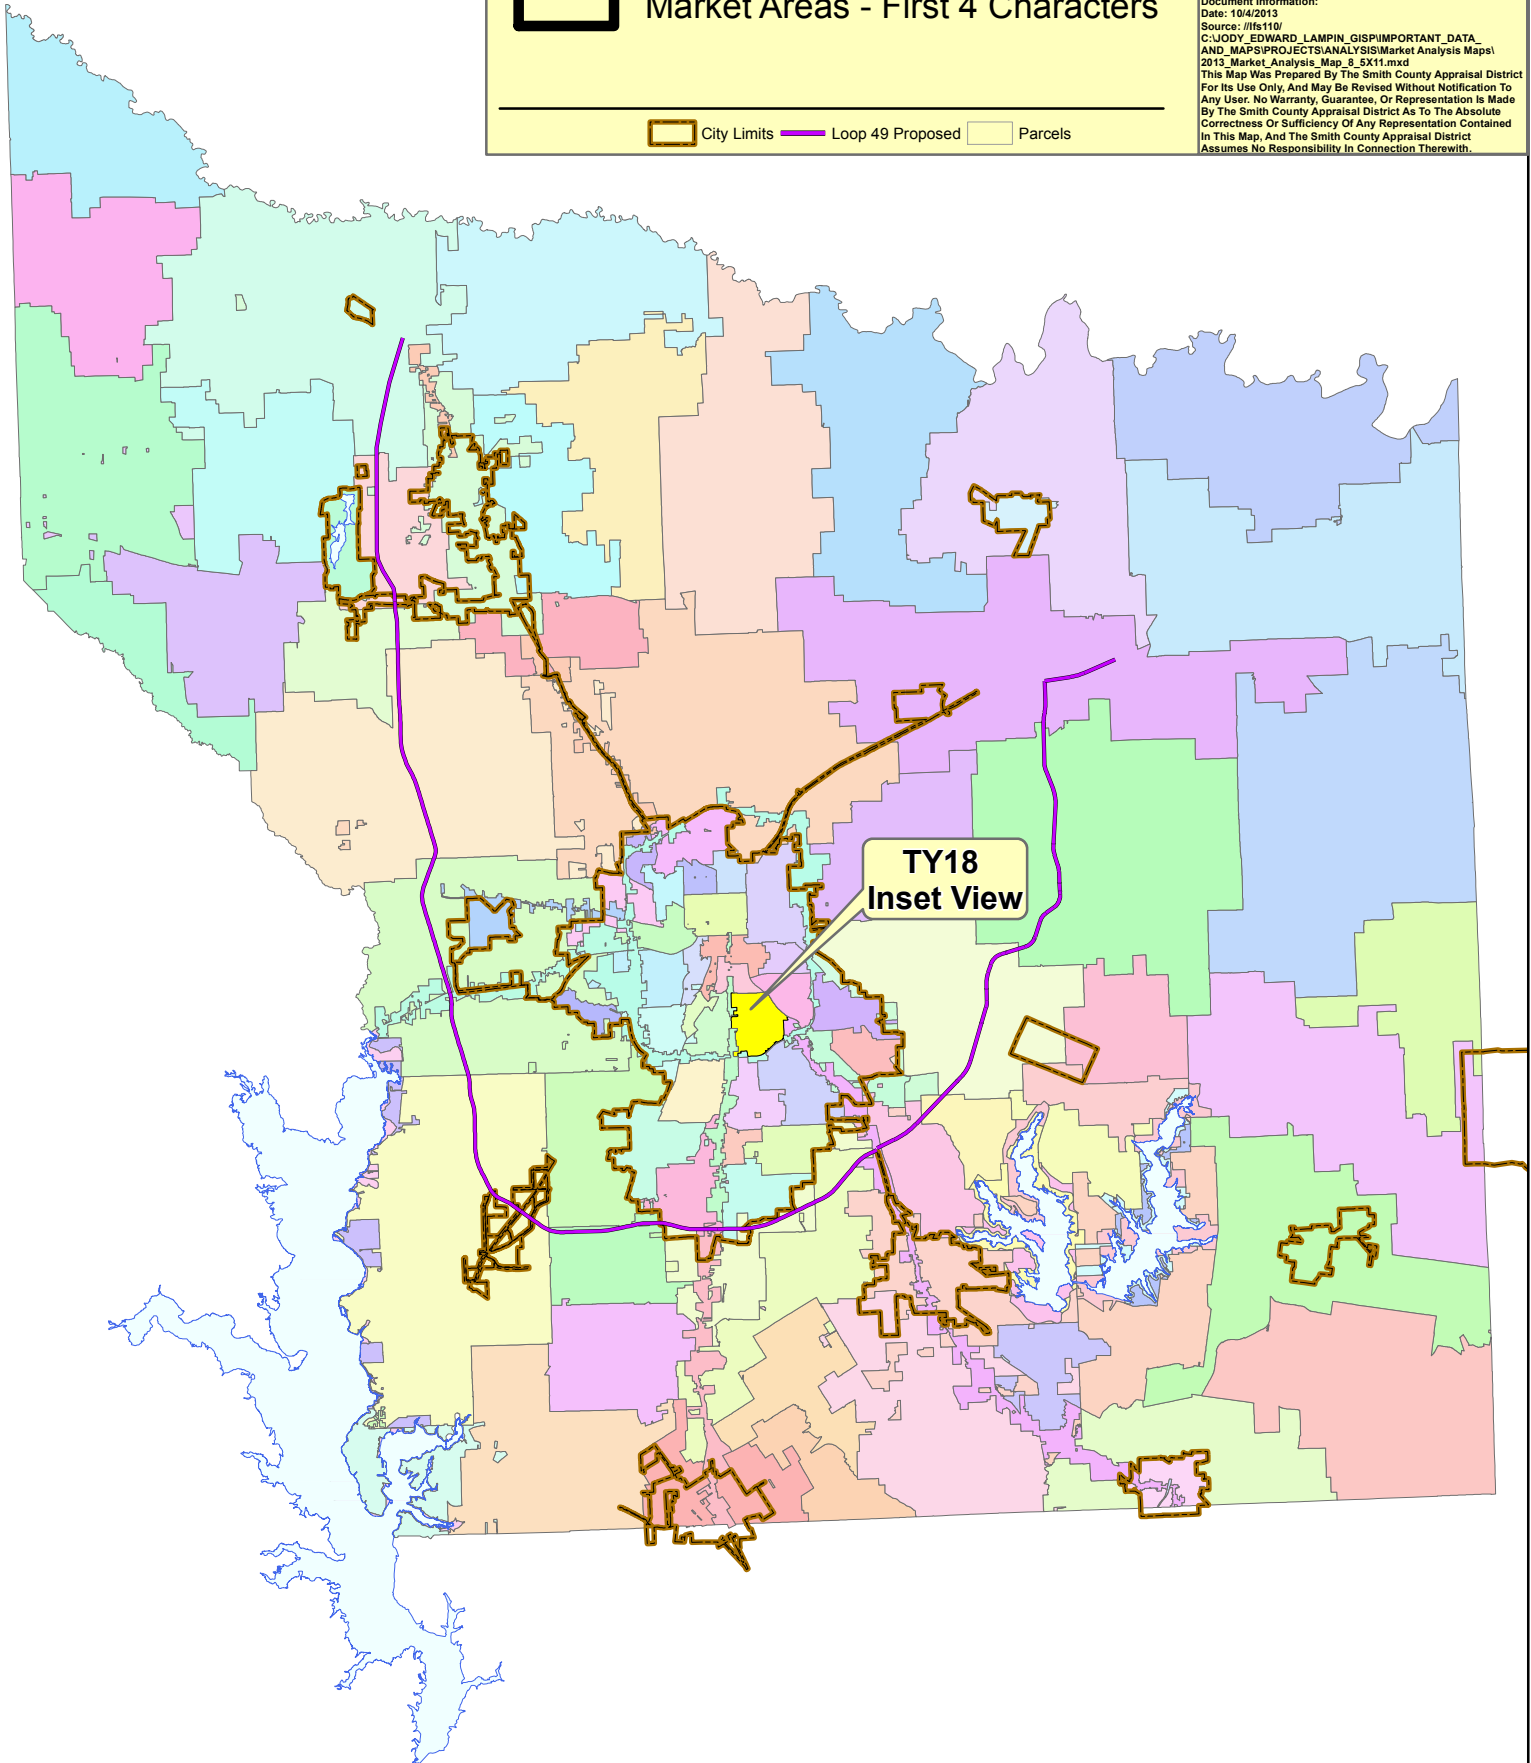 Market Areas - First 4 Characters
Document Information:
Date: 10/4/2013
Source: //lfs110/
C:\JODY_EDWARD_LAMPIN_GISP\IMPORTANT_DATA_
AND_MAPS\PROJECTS\ANALYSIS\Market Analysis Maps\
2013_Market_Analysis_Map_8_5X11.mxd
This Map Was Prepared By The Smith County Appraisal District
For Its Use Only, And May Be Revised Without Notification To
Any User. No Warranty, Guarantee, Or Representation Is Made
By The Smith County Appraisal District As To The Absolute
Correctness Or Sufficiency Of Any Representation Contained
In This Map, And The Smith County Appraisal District
Assumes No Responsibility In Connection Therewith.
City Limits Loop 49 Proposed Parcels
TY18
Inset View